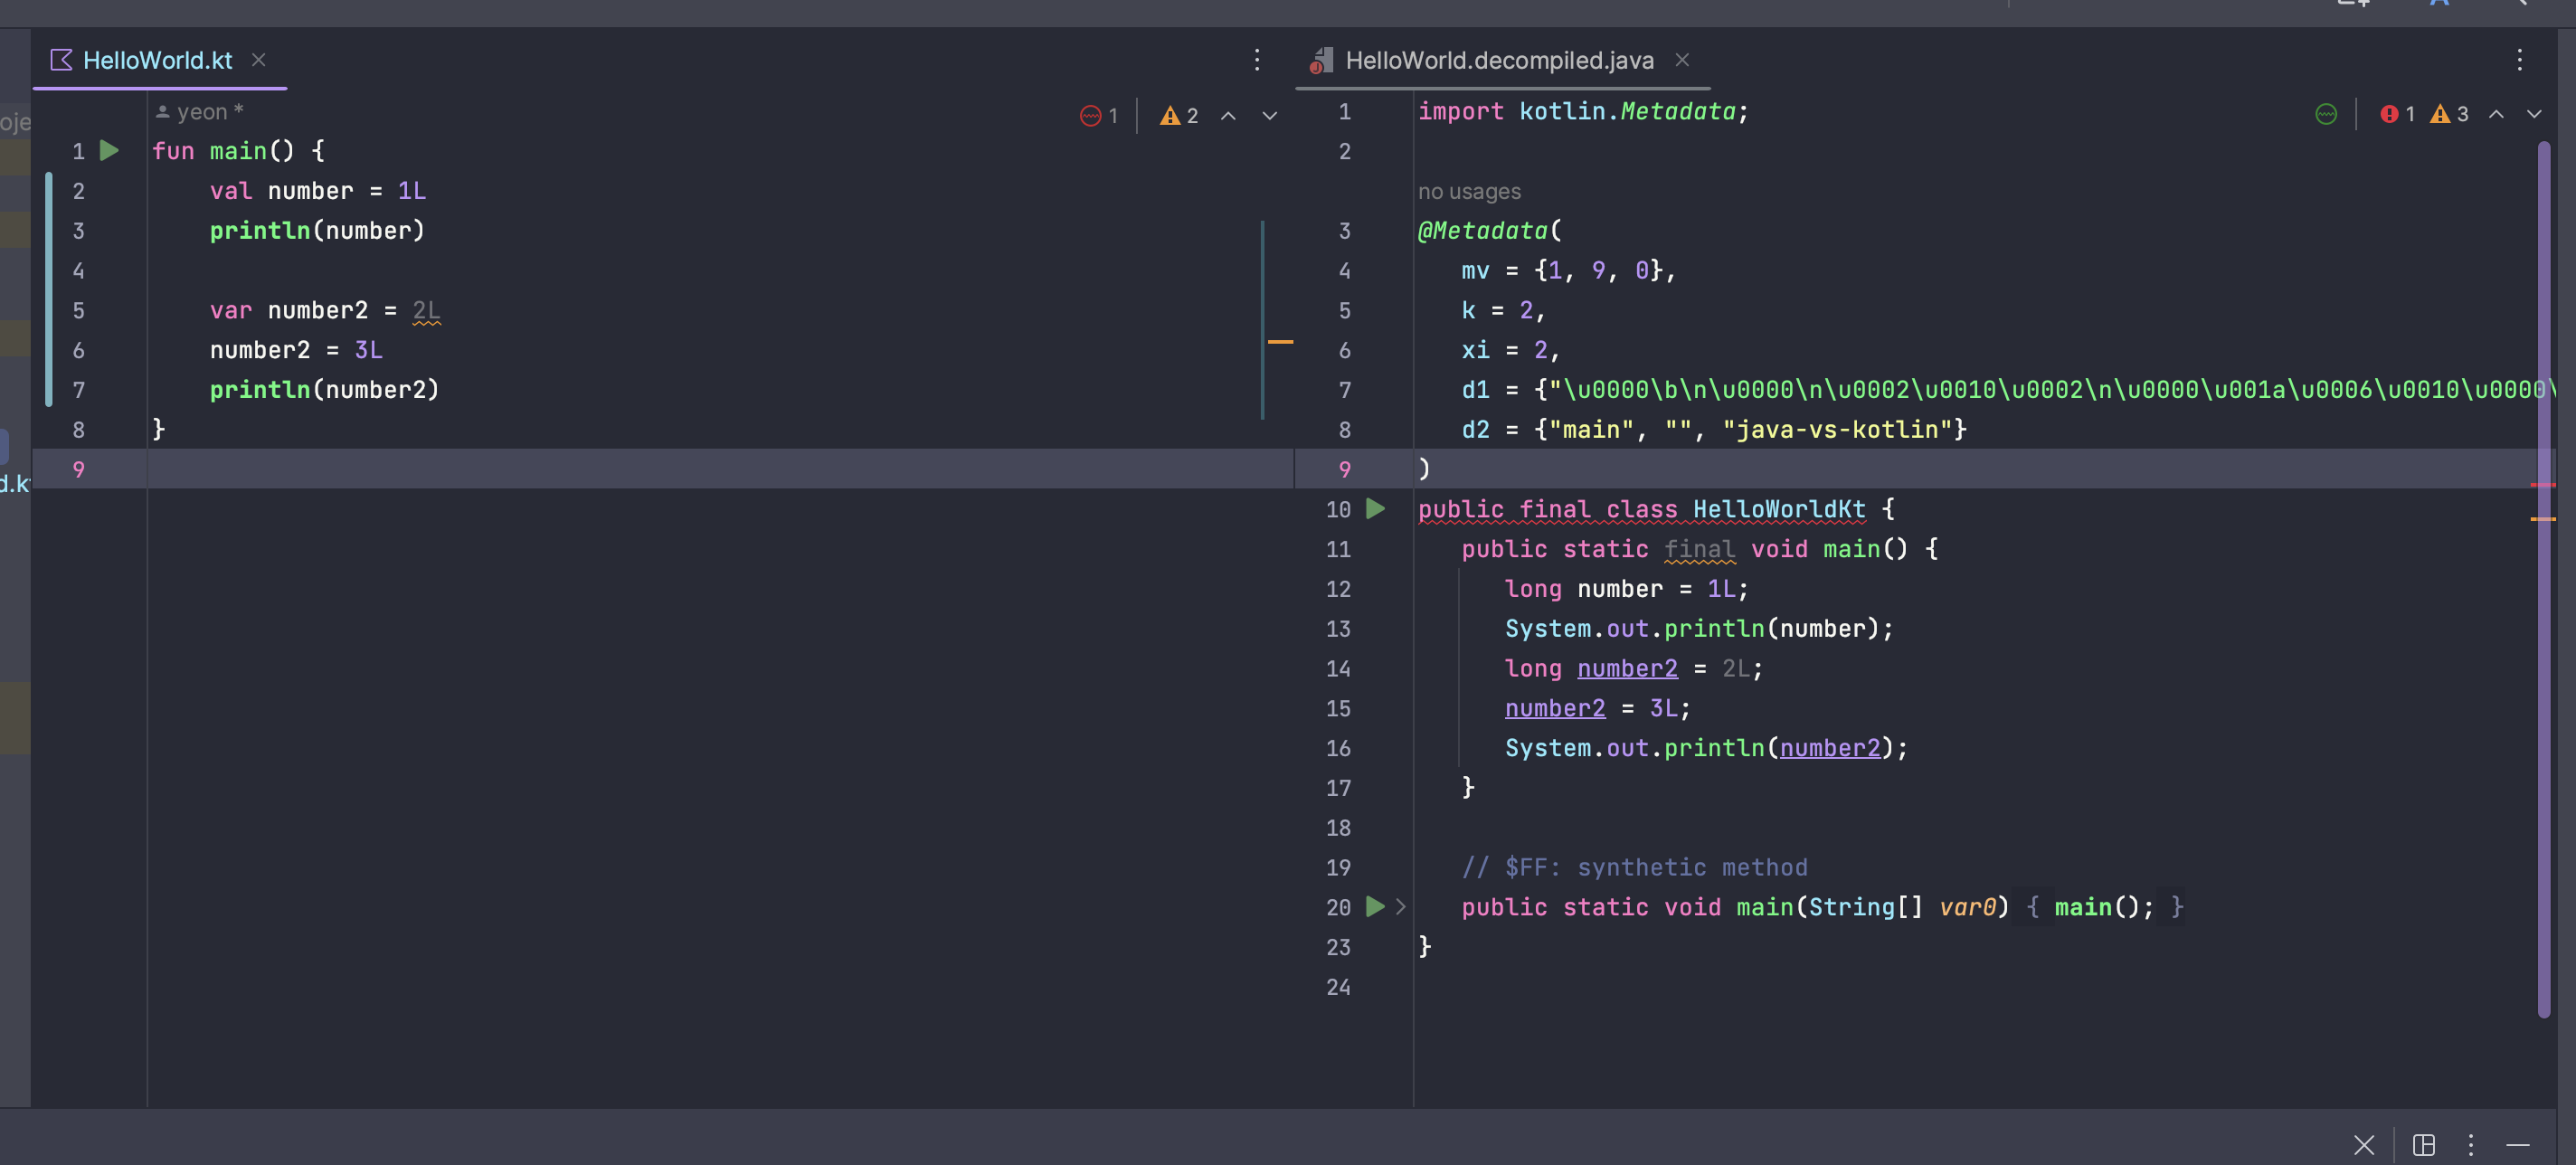 HelloWorld.kt
yeon *
1
2
1 fun main() {
2 val number = 1L
3 println(number)
4
5 var number2 = 2L
6 number2 = 3L
7 println(number2)
8 }
9
oje
d.k
HelloWorld.decompiled.java
1 3
1 import kotlin.Metadata;
2
no usages
3 @Metadata(
4 mv = {1, 9, 0},
5 k = 2,
6 xi = 2,
7 d1 = {"\u0000\b\n\u0000\n\u0002\u0010\u0002\n\u0000\u001a\u0006\u0010\u0000\
8 d2 = {"main", "", "java-vs-kotlin"}
9 )
10 public final class HelloWorldKt {
11 public static final void main() {
12 long number = 1L;
13 System.out.println(number);
14 long number2 = 2L;
15 number2 = 3L;
16 System.out.println(number2);
17 }
18
19 // $FF: synthetic method
20 public static void main(String[] var0) { main(); }
23 }
24